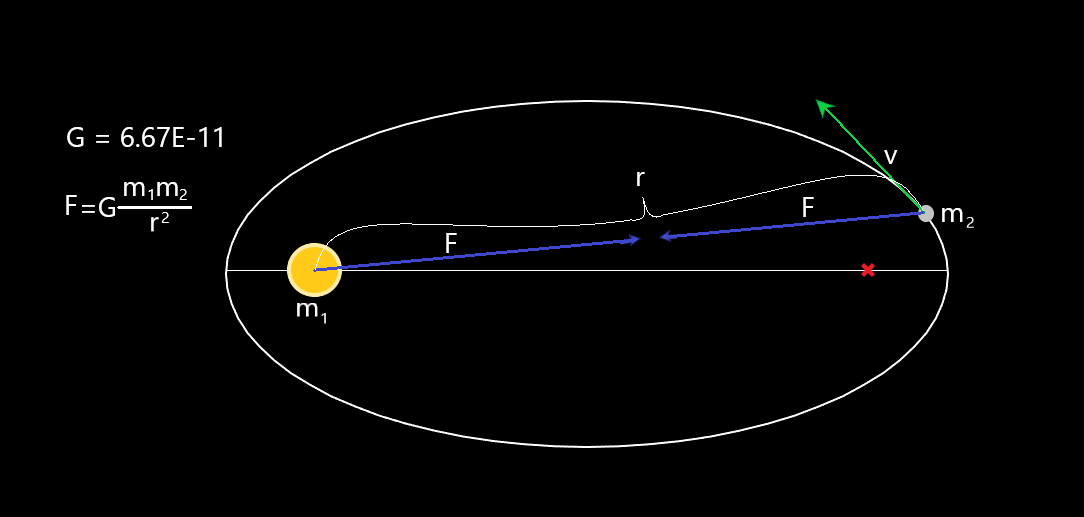 G = 6.67E-11
F=G m₁m₂
r²
r
v
F
F
m₂
m₁